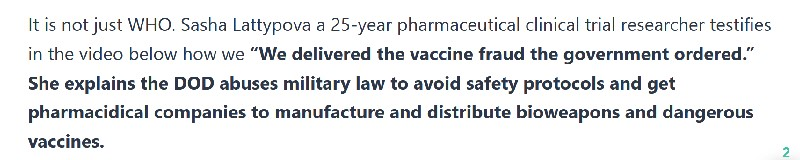 It is not just WHO. Sasha Lattypova a 25-year pharmaceutical clinical trial researcher testifies
in the video below how we “We delivered the vaccine fraud the government ordered.”
She explains the DOD abuses military law to avoid safety protocols and get
pharmacidical companies to manufacture and distribute bioweapons and dangerous
vaccines.
2